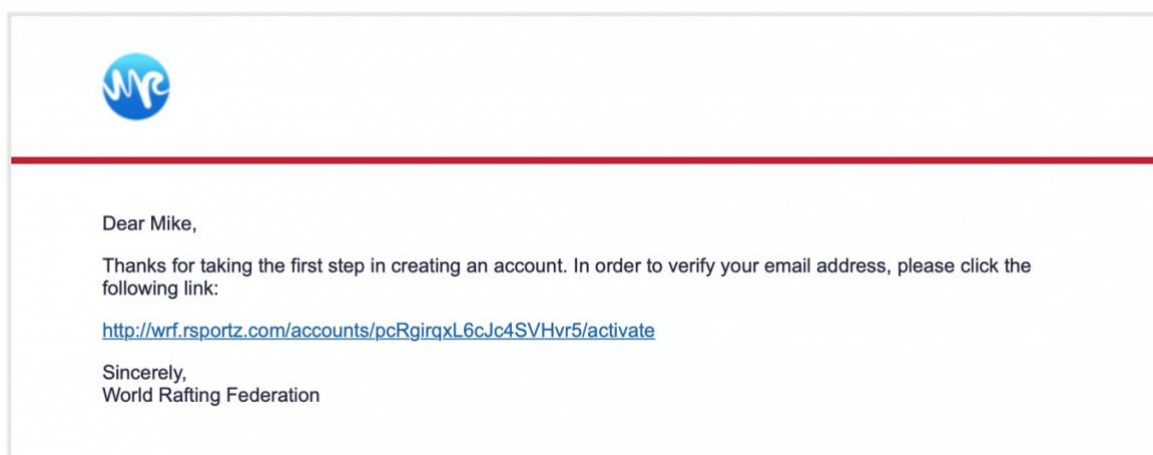 Dear Mike,
Thanks for taking the first step in creating an account. In order to verify your email address, please click the
following link:
http://wrf.rsportz.com/accounts/pcRgirqxL6cJc4SVHvr5/activate
Sincerely,
World Rafting Federation